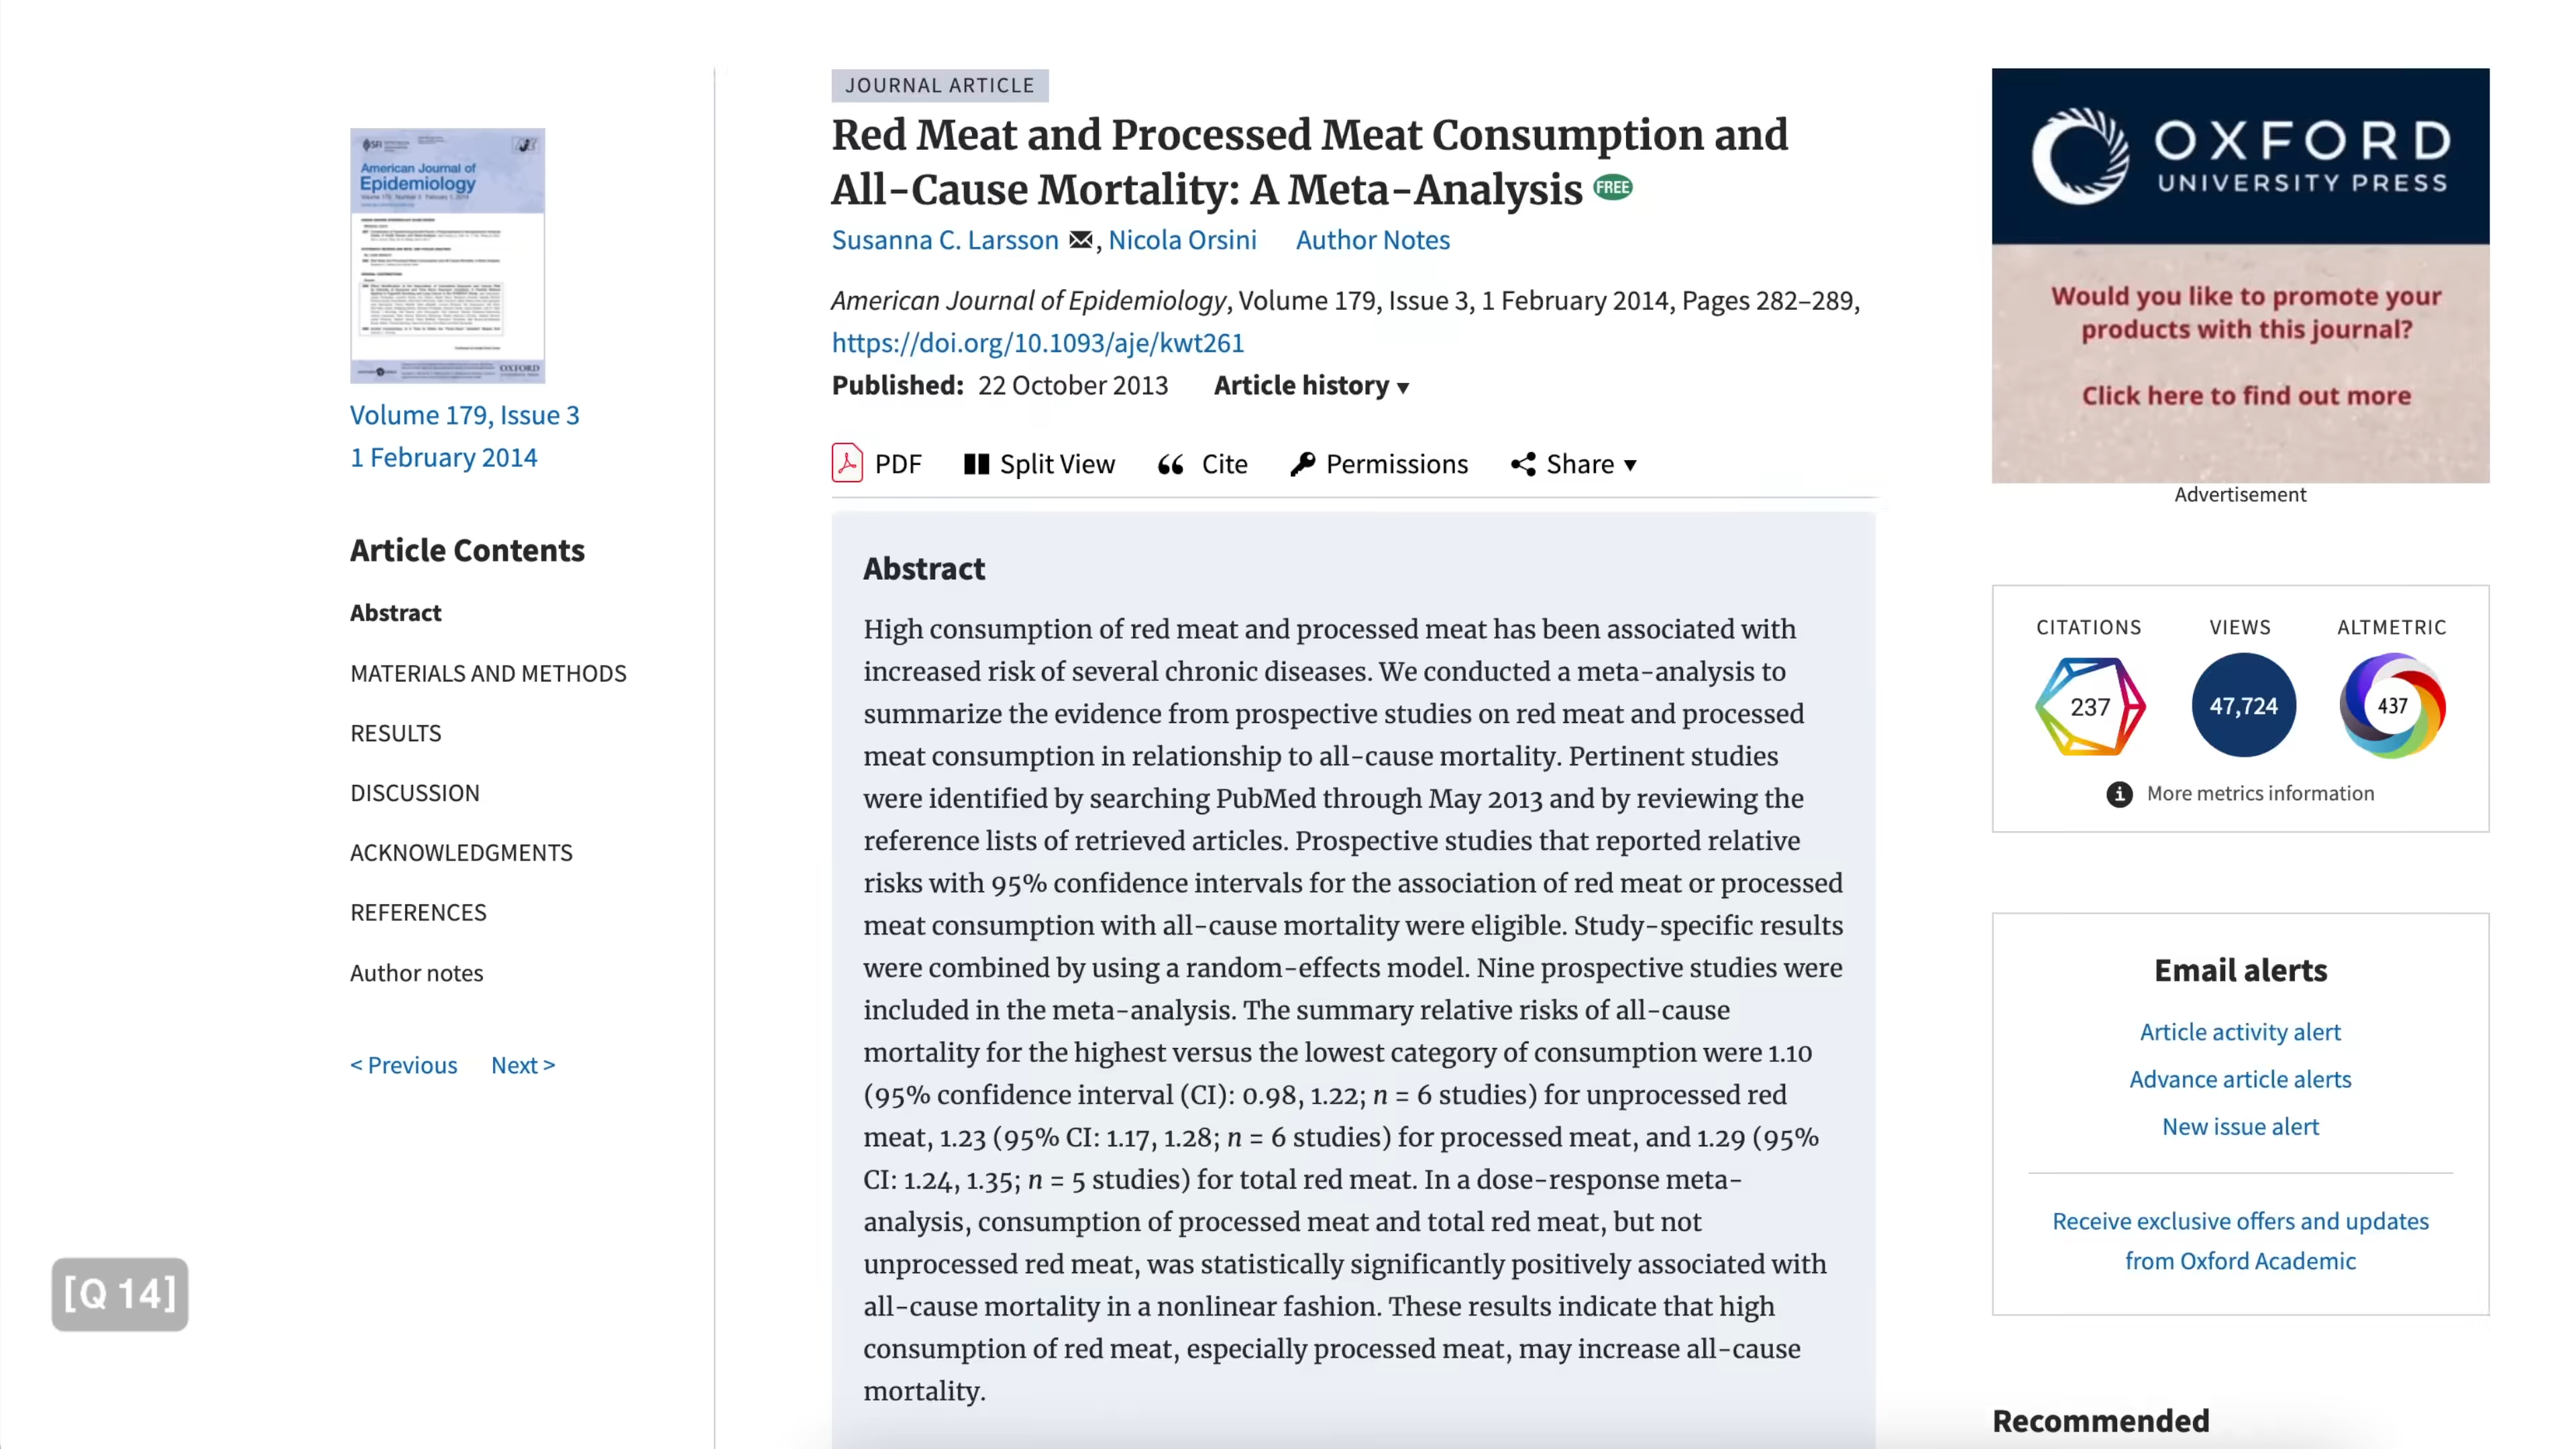 American Journal of
Epidemiology
OXFORD
Volume 179, Issue 3
1 February 2014
Article Contents
Abstract
MATERIALS AND METHODS
RESULTS
DISCUSSION
ACKNOWLEDGMENTS
REFERENCES
Author notes
< Previous Next >
[Q 14]
JOURNAL ARTICLE
Red Meat and Processed Meat Consumption and
All-Cause Mortality: A Meta-Analysis FREE
Susanna C. Larsson , Nicola Orsini Author Notes
American Journal of Epidemiology, Volume 179, Issue 3, 1 February 2014, Pages 282–289,
https://doi.org/10.1093/aje/kwt261
Published: 22 October 2013 Article history
PDF Split View Cite Permissions Share
Abstract
High consumption of red meat and processed meat has been associated with
increased risk of several chronic diseases. We conducted a meta-analysis to
summarize the evidence from prospective studies on red meat and processed
meat consumption in relationship to all-cause mortality. Pertinent studies
were identified by searching PubMed through May 2013 and by reviewing the
reference lists of retrieved articles. Prospective studies that reported relative
risks with 95% confidence intervals for the association of red meat or processed
meat consumption with all-cause mortality were eligible. Study-specific results
were combined by using a random-effects model. Nine prospective studies were
included in the meta-analysis. The summary relative risks of all-cause
mortality for the highest versus the lowest category of consumption were 1.10
(95% confidence interval (CI): 0.98, 1.22; n = 6 studies) for unprocessed red
meat, 1.23 (95% CI: 1.17, 1.28; n = 6 studies) for processed meat, and 1.29 (95%
CI: 1.24, 1.35; n = 5 studies) for total red meat. In a dose-response meta-
analysis, consumption of processed meat and total red meat, but not
unprocessed red meat, was statistically significantly positively associated with
all-cause mortality in a nonlinear fashion. These results indicate that high
consumption of red meat, especially processed meat, may increase all-cause
mortality.
OXFORD
UNIVERSITY PRESS
Would you like to promote your
products with this journal?
Click here to find out more
Advertisement
CITATIONS VIEWS ALTMETRIC
237 47,724 437
More metrics information
Email alerts
Article activity alert
Advance article alerts
New issue alert
Receive exclusive offers and updates
from Oxford Academic
Recommended